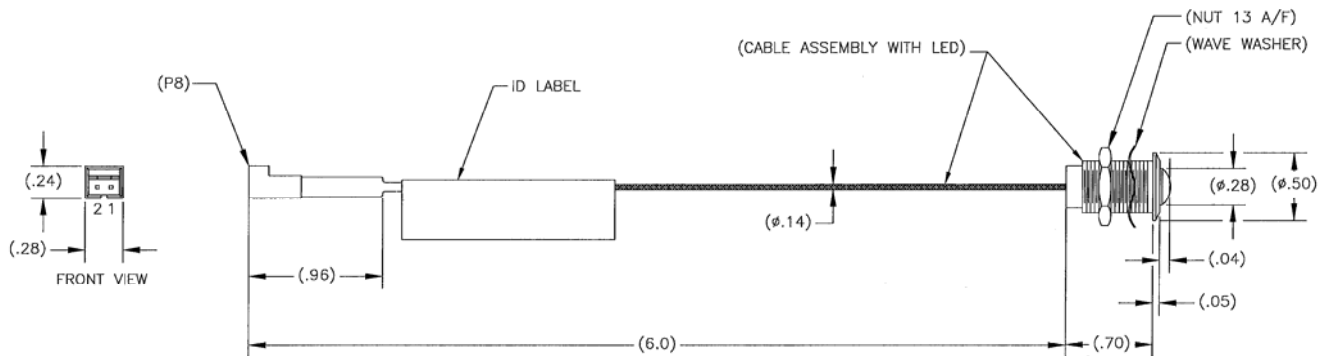 (NUT 13 A/F)
(CABLE ASSEMBLY WITH LED)
(WAVE WASHER)
(P8)
ID LABEL
(.24)
2 1
(.28)
FRONT VIEW
(.96)
(ø.14)
(ø.28)
(ø.50)
(.04)
(.05)
(6.0)
(.70)